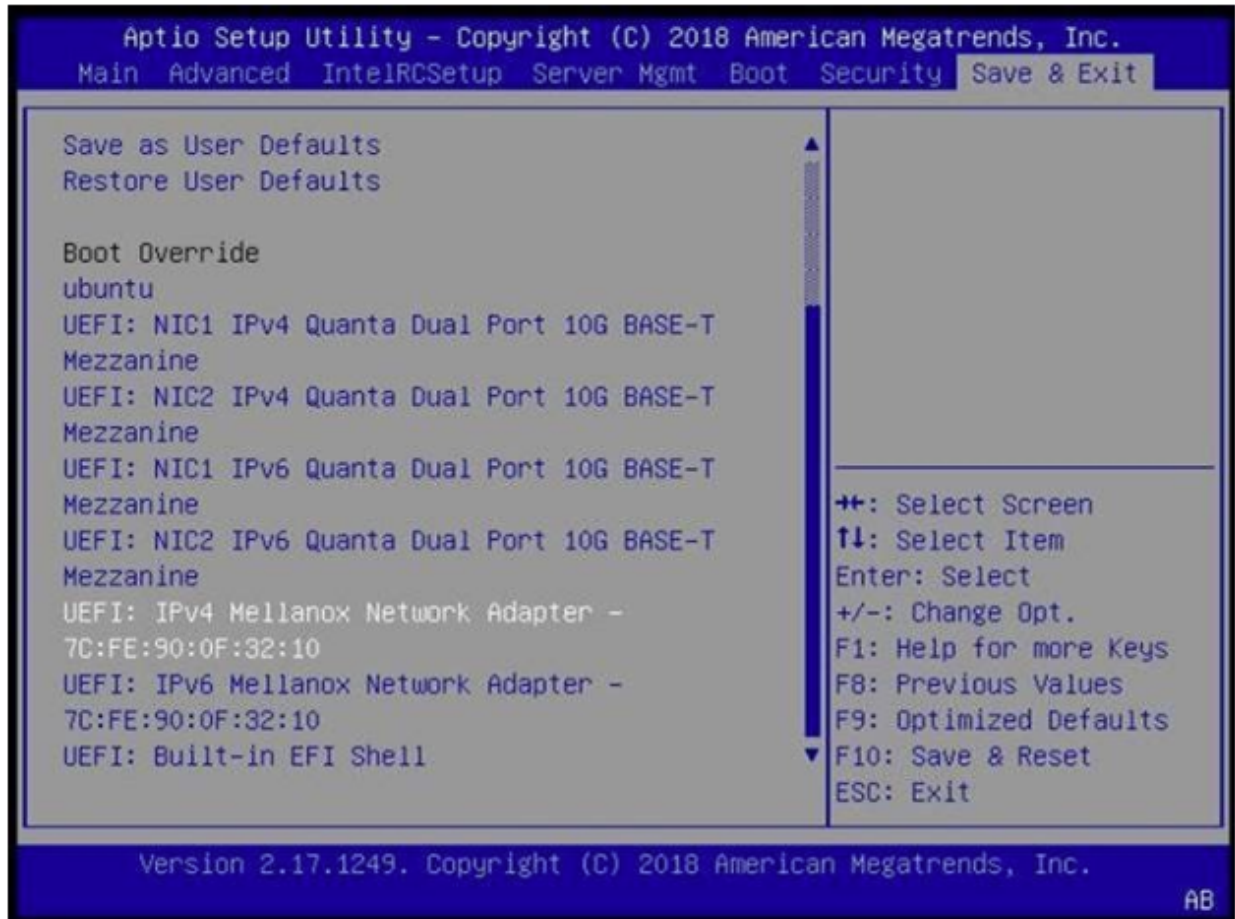 Aptio Setup Utility – Copyright (C) 2018 American Megatrends, Inc.
Main Advanced IntelRCSetup Server Mgmt Boot Security Save & Exit
Save as User Defaults
Restore User Defaults
Boot Override
ubuntu
UEFI: NIC1 IPv4 Quanta Dual Port 10G BASE-T
Mezzanine
UEFI: NIC2 IPv4 Quanta Dual Port 10G BASE-T
Mezzanine
UEFI: NIC1 IPv6 Quanta Dual Port 10G BASE-T
Mezzanine
UEFI: NIC2 IPv6 Quanta Dual Port 10G BASE-T
Mezzanine
UEFI: IPv4 Mellanox Network Adapter –
7C:FE:90:0F:32:10
UEFI: IPv6 Mellanox Network Adapter –
7C:FE:90:0F:32:10
UEFI: Built-in EFI Shell
→←: Select Screen
↑↓: Select Item
Enter: Select
+/-: Change Opt.
F1: Help for more Keys
F8: Previous Values
F9: Optimized Defaults
F10: Save & Reset
ESC: Exit
Version 2.17.1249. Copyright (C) 2018 American Megatrends, Inc.
AB